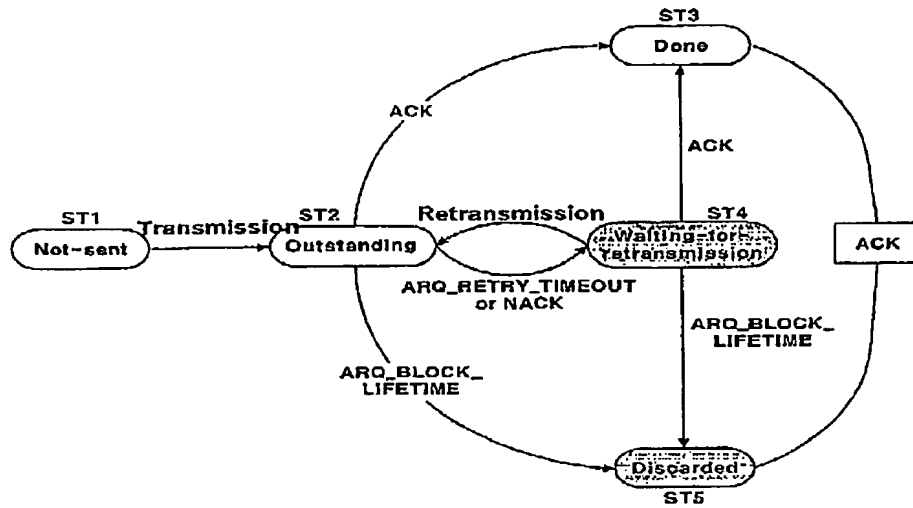 ST3
Done
ACK
ACK
ST1
Transmission
ST2
Retransmission
ST4
Not-sent
Outstanding
Waiting-for-
retransmission
ACK
ARQ_RETRY_TIMEOUT
or NACK
ARQ_BLOCK_
LIFETIME
ARQ_BLOCK_
LIFETIME
Discarded
ST5